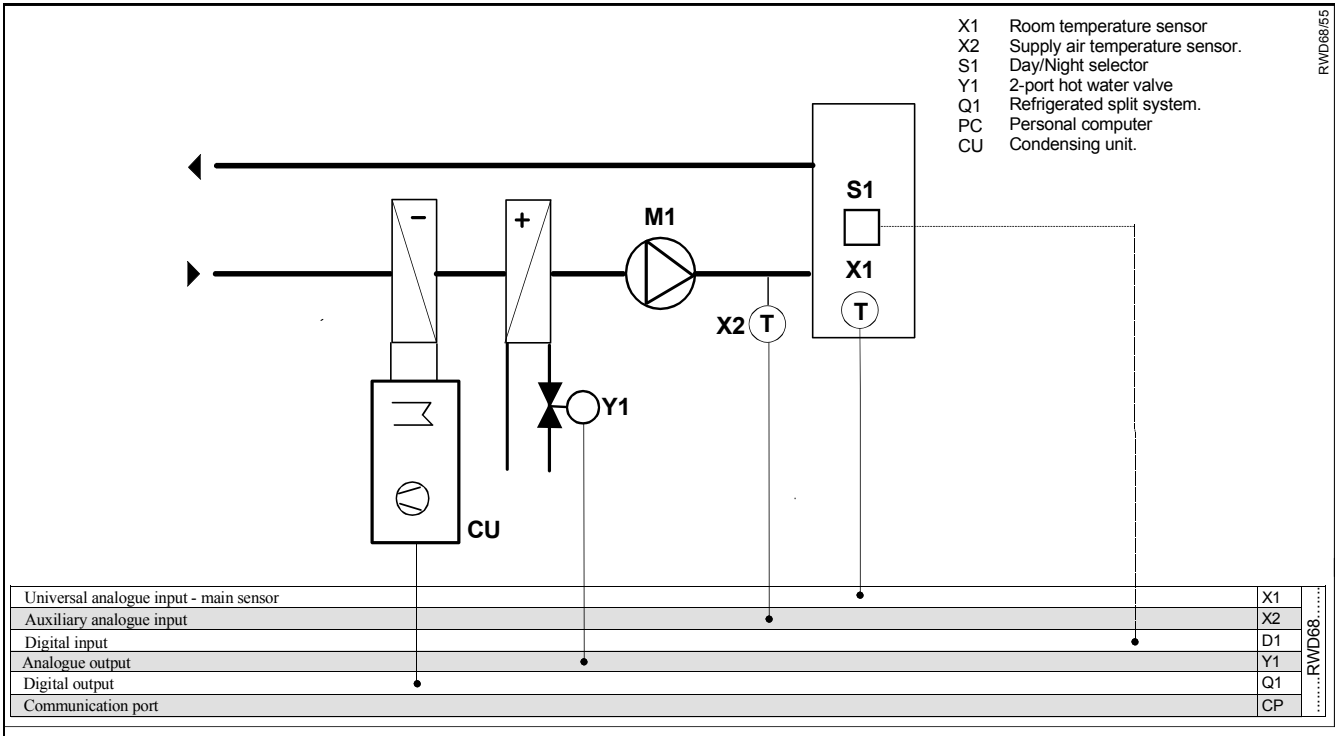 X1 Room temperature sensor
X2 Supply air temperature sensor.
S1 Day/Night selector
Y1 2-port hot water valve
Q1 Refrigerated split system.
PC Personal computer
CU Condensing unit.
RWD68/55
S1
M1
X1
T
X2 T
- +
Y1
CU
Universal analogue input - main sensor X1
Auxiliary analogue input X2
Digital input D1
Analogue output Y1
Digital output Q1
Communication port CP
........RWD68......